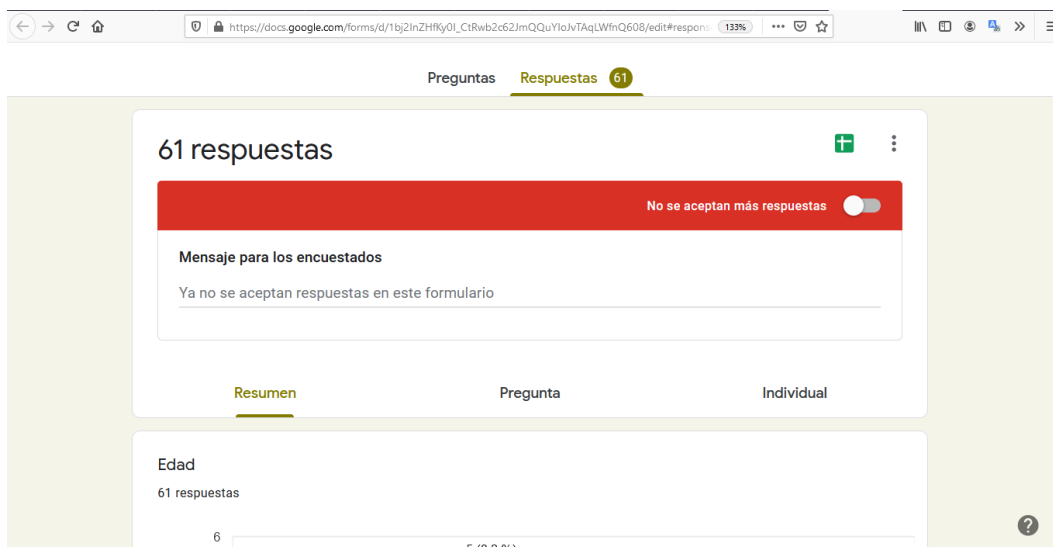 https://docs.google.com/forms/d/1bj2InZHfKy0I_CtRwb2c62JmQQuYIoJvTAqLWfnQ608/edit#respons 133%
Preguntas Respuestas 61
61 respuestas
No se aceptan más respuestas
Mensaje para los encuestados
Ya no se aceptan respuestas en este formulario
Resumen Pregunta Individual
Edad
61 respuestas
6